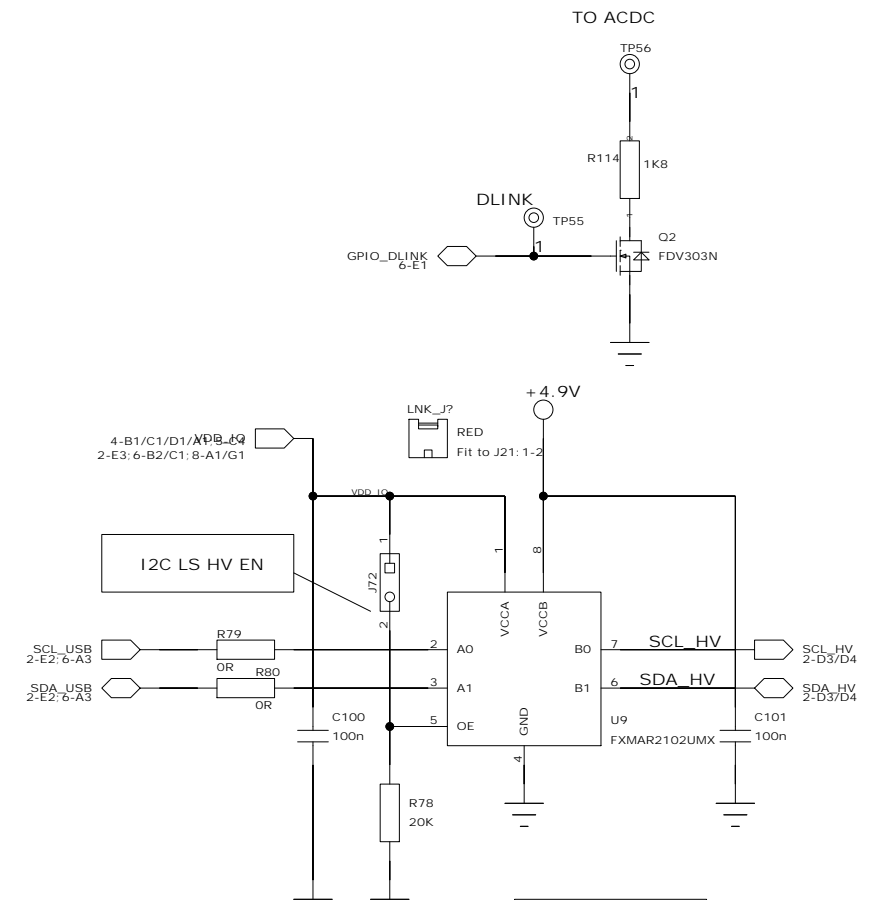 TO ACDC
TP56
1
2
R114
1K8
1
DLINK
TP55
1
Q2
GPIO_DLINK
6-E1
FDV303N
+4.9V
LNK_J?
RED
Fit to J21:1-2
VDD_IO
4-B1/C1/D1/A1;5-C4
2-E3;6-B2/C1;8-A1/G1
VDD_IO
1
1
8
I2C LS HV EN
J72
2
VCCA
VCCB
R79
SCL_USB
2-E2;6-A3
0R
2
A0
B0
7
SCL_HV
SCL_HV
2-D3/D4
R80
SDA_USB
2-E2;6-A3
0R
3
A1
B1
6
SDA_HV
SDA_HV
2-D3/D4
C100
100n
5
OE
GND
4
U9
FXMAR2102UMX
C101
100n
R78
20K